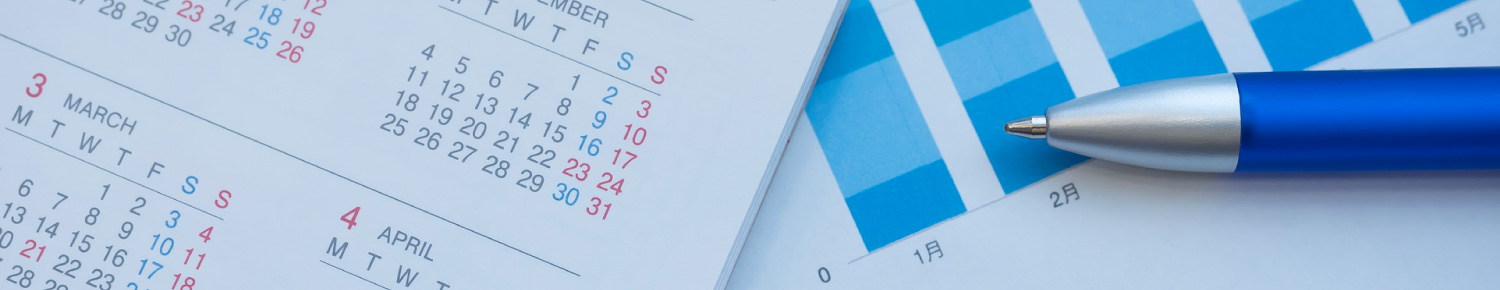 12
17 18 19
22 23 24 25 26
27 28 29 30
EMBER
T W T F S S
1 2 3
4 5 6 7 8 9 10
11 12 13 14 15 16 17
18 19 20 21 22 23 24
25 26 27 28 29 30 31
3 MARCH
M T W T F S S
1 2 3 4
6 7 8 9 10 11
13 14 15 16 17 18
21 22 23
28
4 APRIL
M T W T
0
1月
2月
5月